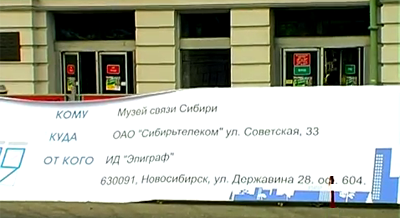 КОМУ Музей связи Сибири
КУДА ОАО "Сибирьтелеком" ул. Советская, 33
ОТ КОГО ИД "Элиграф"
630091, Новосибирск, ул. Державина 28. оф. 604.